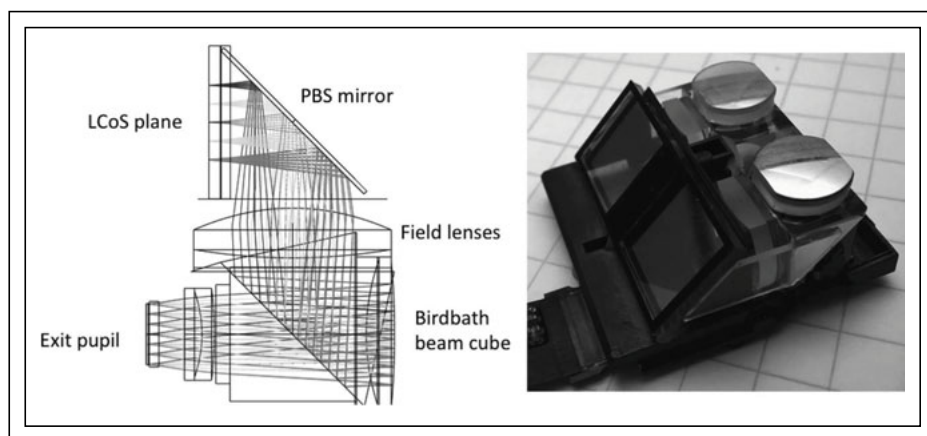 PBS mirror
LCoS plane
Field lenses
Exit pupil
Birdbath
beam cube